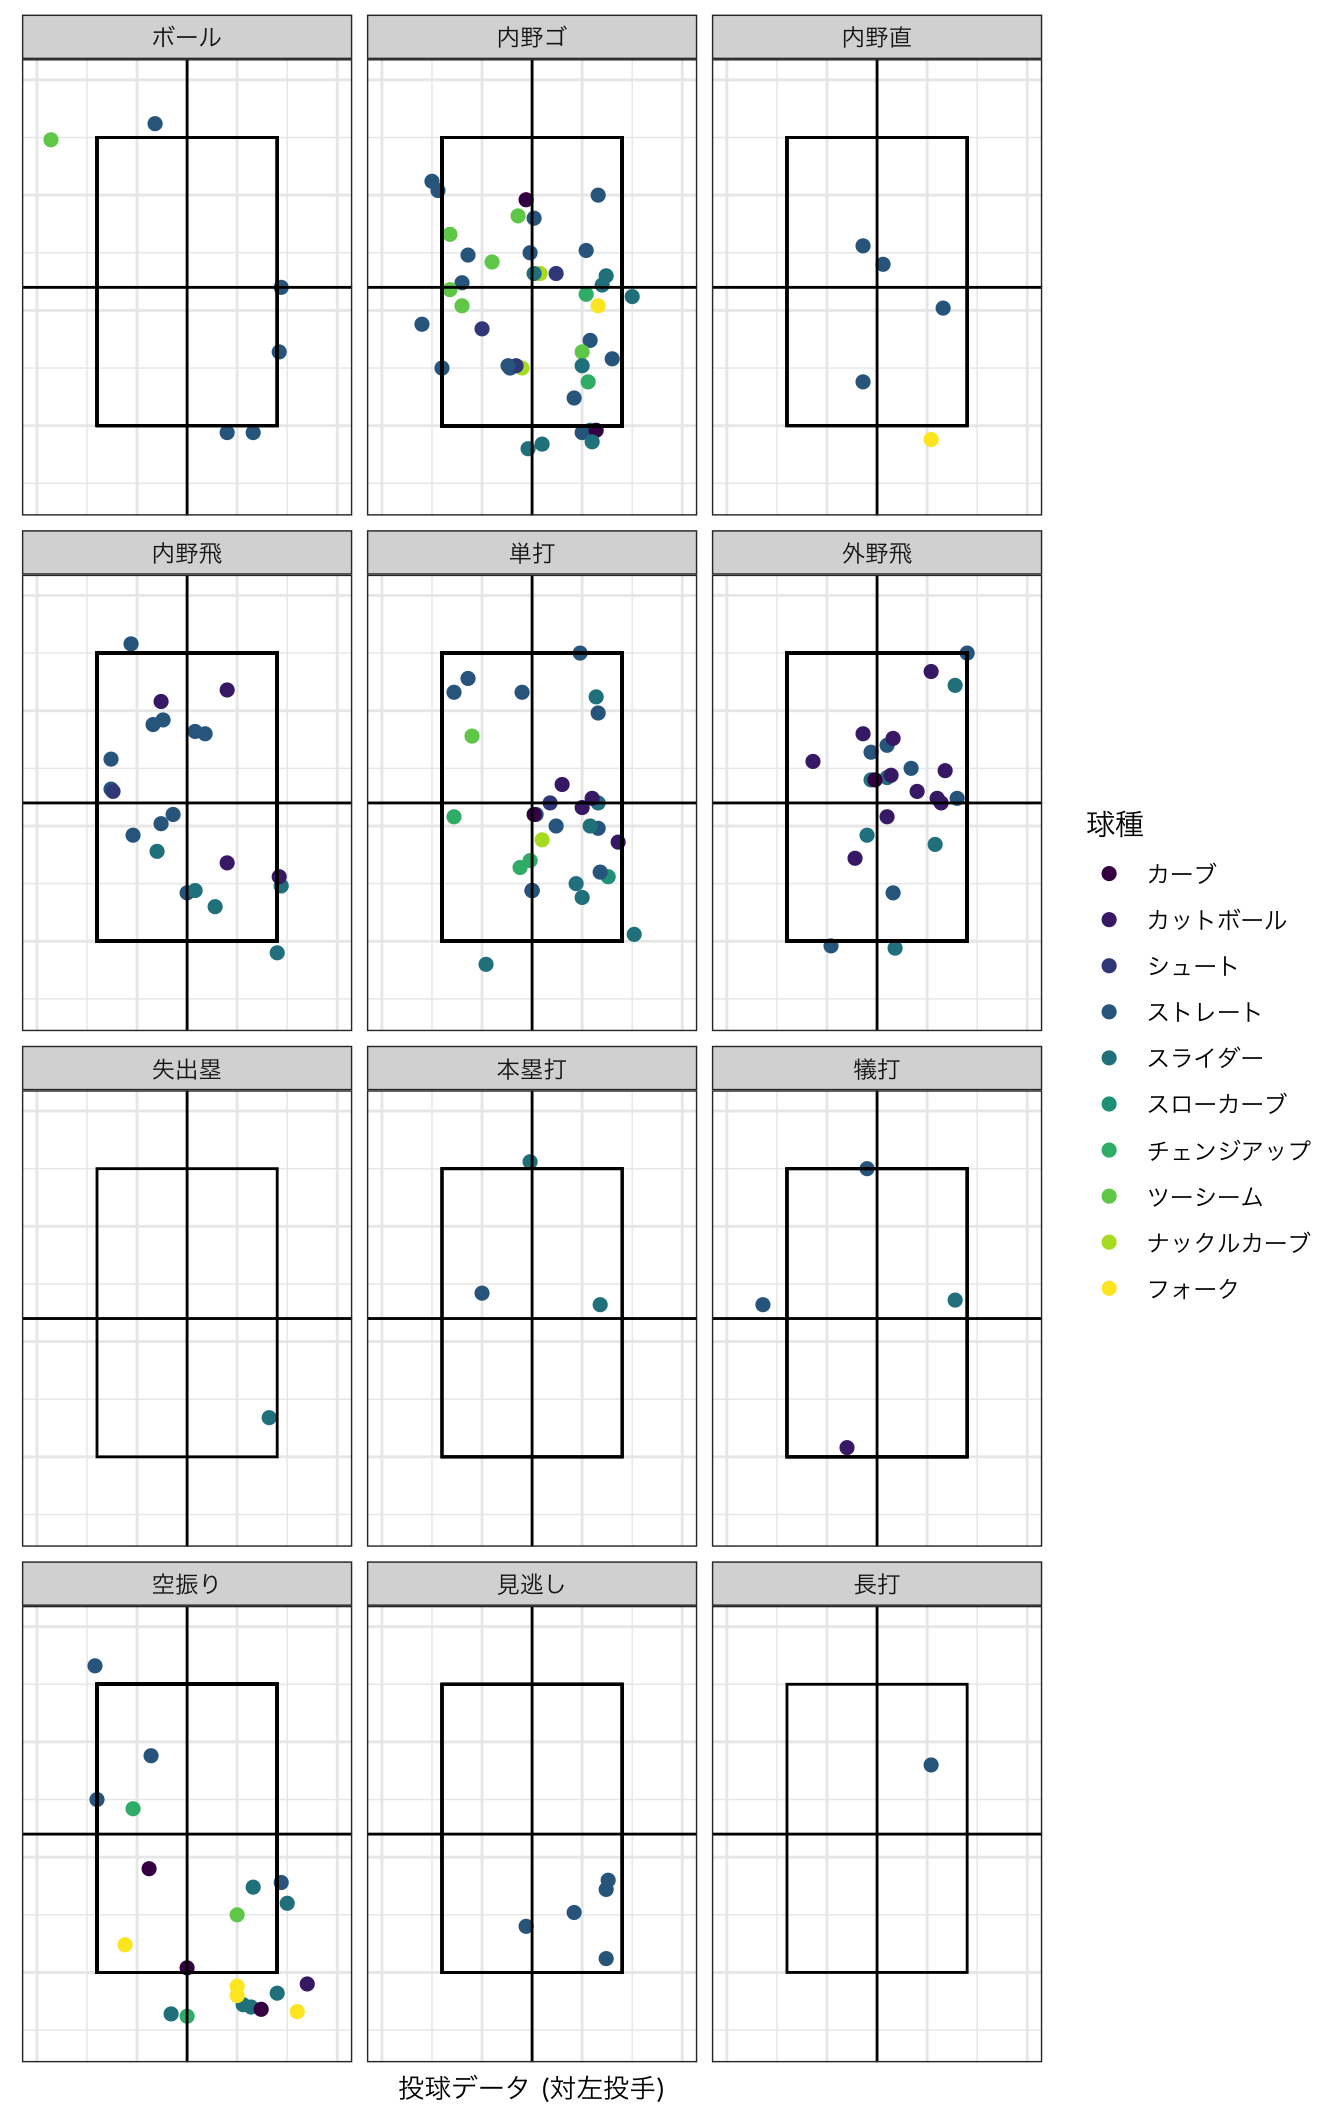 ボール
内野ゴ
内野直
内野飛
単打
外野飛
失出塁
本塁打
犠打
空振り
見逃し
長打
球種
カーブ
カットボール
シュート
ストレート
スライダー
スローカーブ
チェンジアップ
ツーシーム
ナックルカーブ
フォーク
投球データ (対左投手)